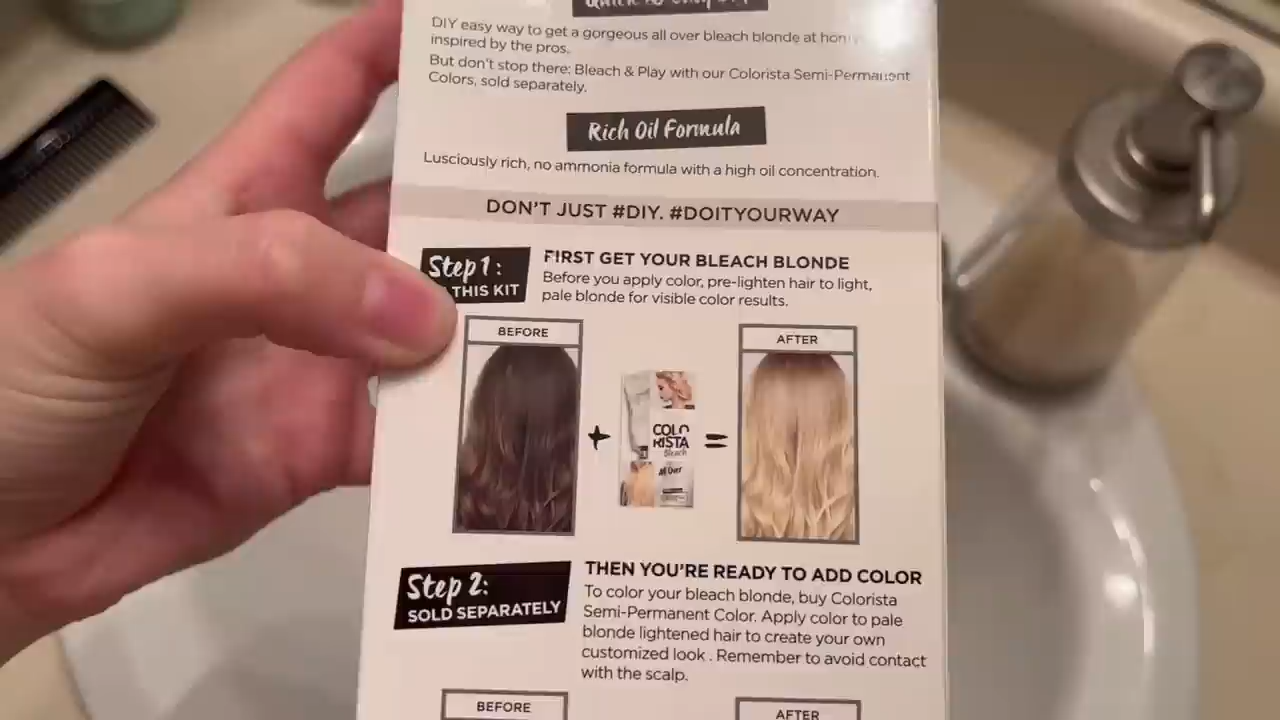 DIY easy way to get a gorgeous all over bleach blonde at
inspired by the pros.
But don't stop there: Bleach & Play with our Colorista Semi-Permanent
Colors, sold separately.
Rich Oil Formula
Lusciously rich, no ammonia formula with a high oil concentration.
DON'T JUST #DIY. #DOITYOURWAY
Step 1:
THIS KIT
FIRST GET YOUR BLEACH BLONDE
Before you apply color, pre-lighten hair to light,
pale blonde for visible color results.
BEFORE
AFTER
+
COLO
RISTA
Bleach
All Over
=
Step 2:
SOLD SEPARATELY
THEN YOU'RE READY TO ADD COLOR
To color your bleach blonde, buy Colorista
Semi-Permanent Color. Apply color to pale
blonde lightened hair to create your own
customized look . Remember to avoid contact
with the scalp.
BEFORE
AFTER